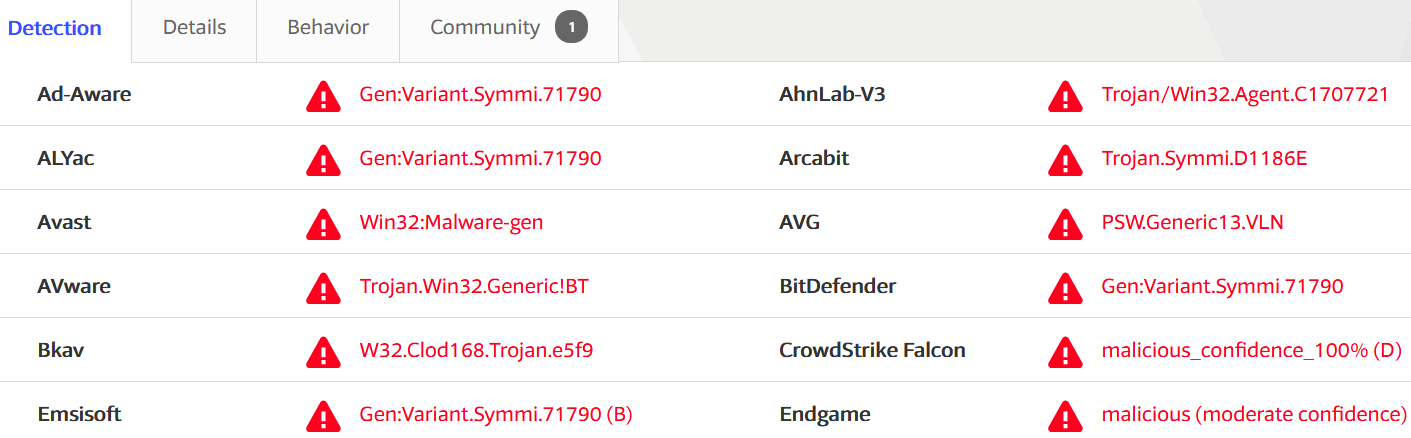 Detection Details Behavior Community 1
Ad-Aware Gen:Variant.Symmi.71790 AhnLab-V3 Trojan/Win32.Agent.C1707721
ALYac Gen:Variant.Symmi.71790 Arcabit Trojan.Symmi.D1186E
Avast Win32:Malware-gen AVG PSW.Generic13.VLN
AVware Trojan.Win32.Generic!BT BitDefender Gen:Variant.Symmi.71790
Bkav W32.Clod168.Trojan.e5f9 CrowdStrike Falcon malicious_confidence_100% (D)
Emsisoft Gen:Variant.Symmi.71790 (B) Endgame malicious (moderate confidence)